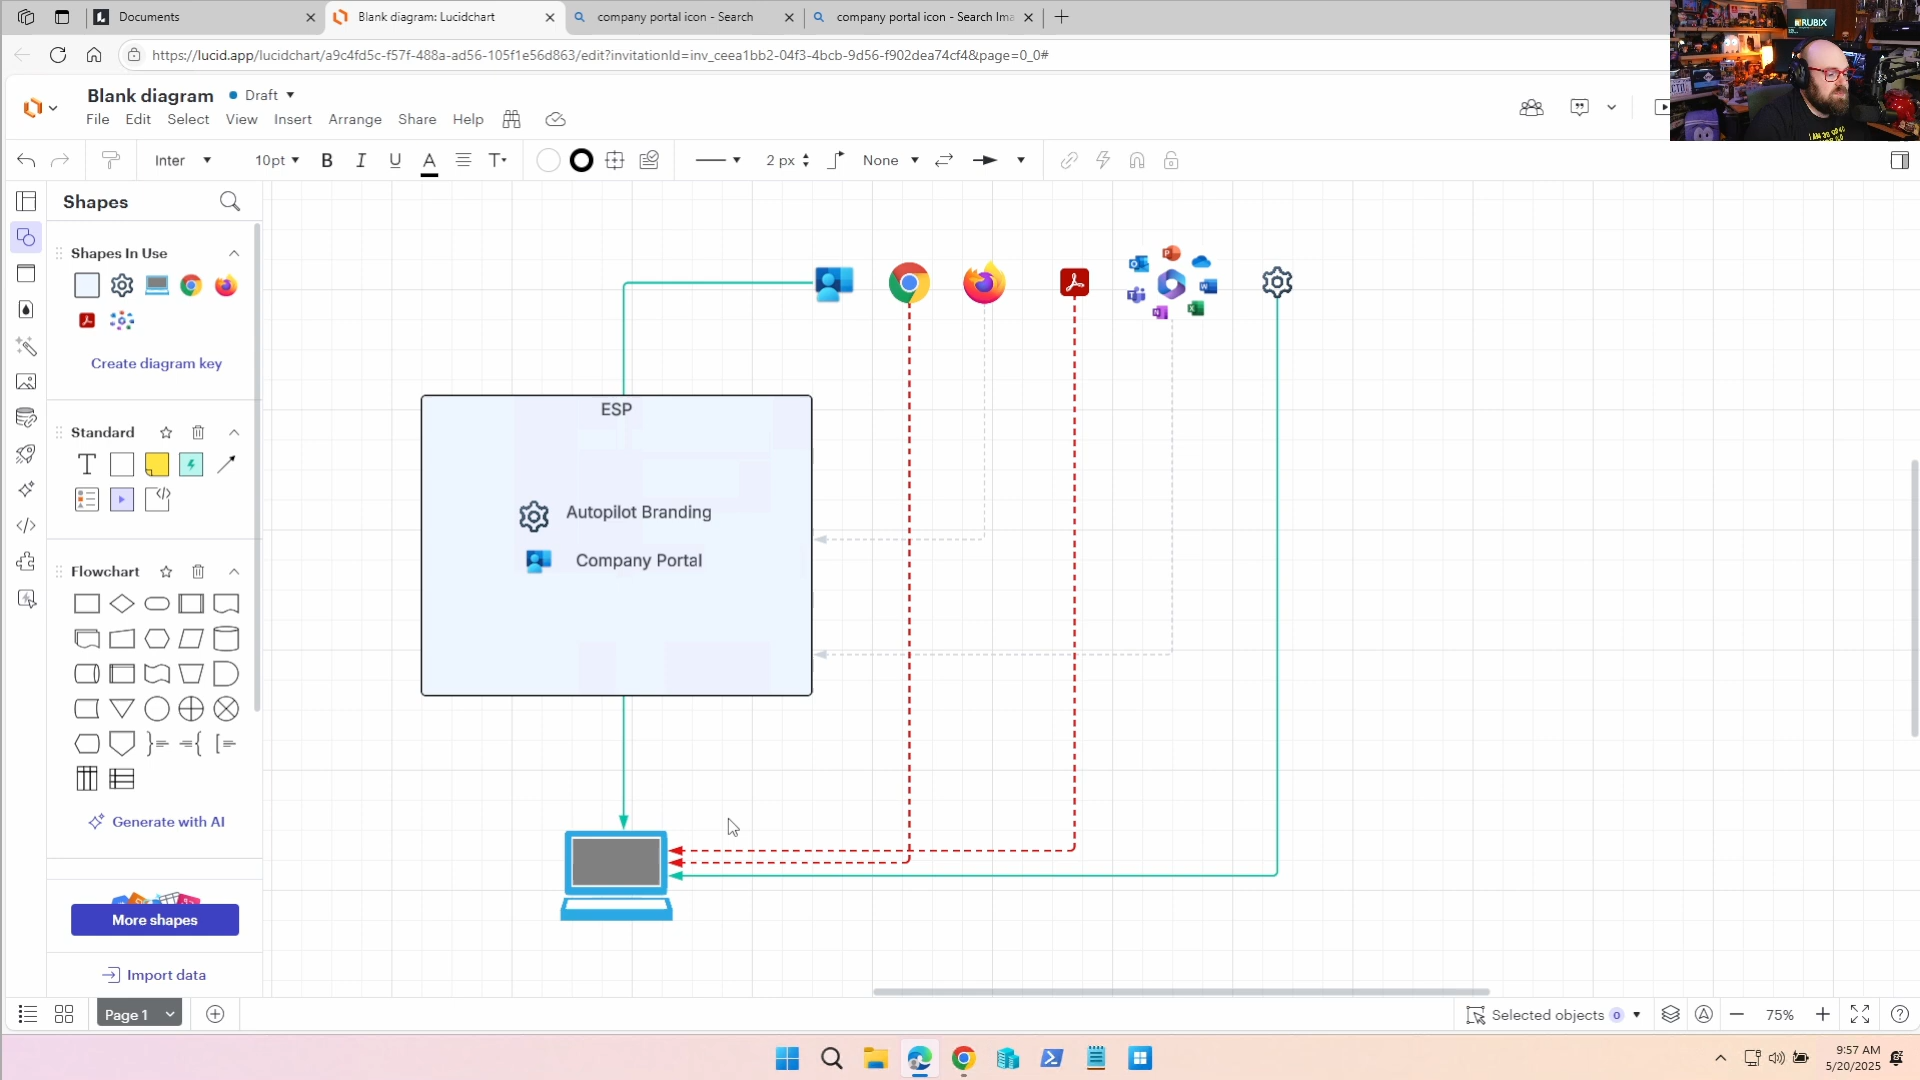 Documents
Blank diagram: Lucidchart
company portal icon - Search
company portal icon - Search Ima
https://lucid.app/lucidchart/a9c4fd5c-f57f-488a-ad56-105f1e56d863/edit?invitationId=inv_ceea1bb2-04f3-4bcb-9d56-f902dea74cf4&page=0_0#
RUBIX
Blank diagram
Draft
File Edit Select View Insert Arrange Share Help
Inter
10pt
B I U A T
2 px
None
Shapes
Shapes In Use
Create diagram key
Standard
T
Flowchart
Generate with AI
More shapes
Import data
ESP
Autopilot Branding
Company Portal
Page 1
Selected objects 0
75%
9:57 AM
5/20/2025